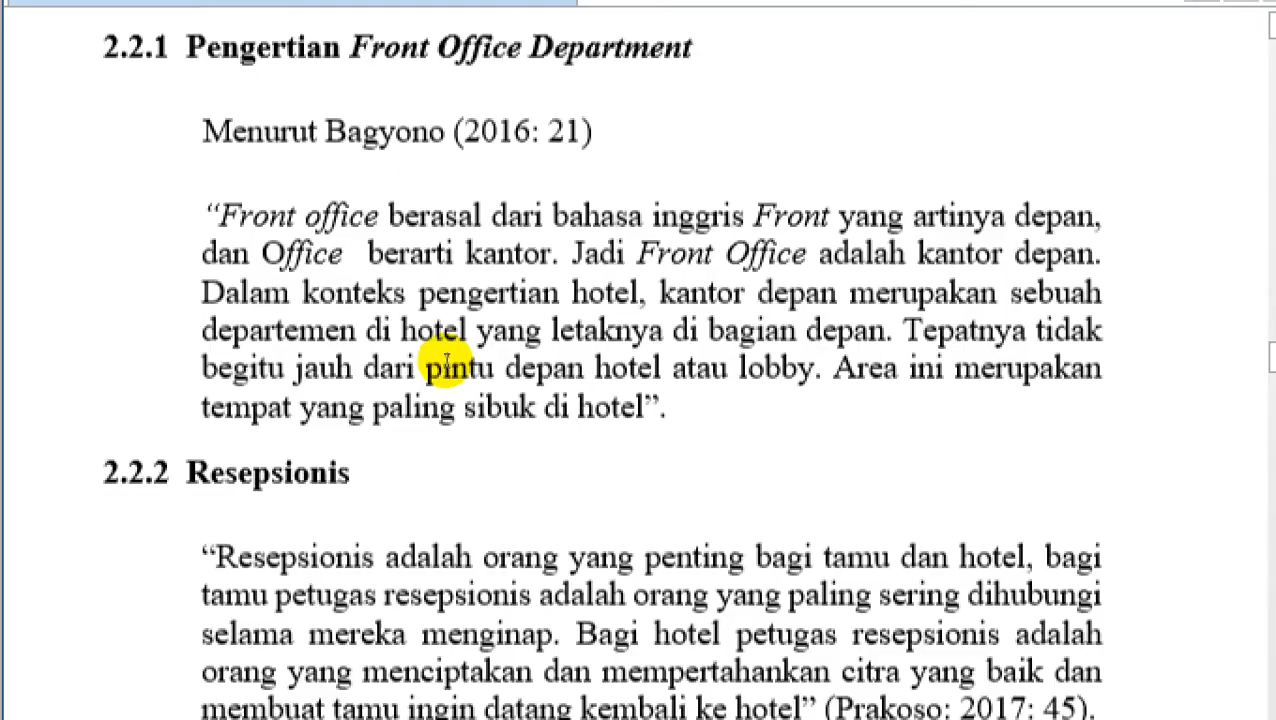 2.2.1 Pengertian Front Office Department
Menurut Bagyono (2016: 21)
“Front office berasal dari bahasa inggris Front yang artinya depan,
dan Office berarti kantor. Jadi Front Office adalah kantor depan.
Dalam konteks pengertian hotel, kantor depan merupakan sebuah
departemen di hotel yang letaknya di bagian depan. Tepatnya tidak
begitu jauh dari pintu depan hotel atau lobby. Area ini merupakan
tempat yang paling sibuk di hotel”.
2.2.2 Resepsionis
“Resepsionis adalah orang yang penting bagi tamu dan hotel, bagi
tamu petugas resepsionis adalah orang yang paling sering dihubungi
selama mereka menginap. Bagi hotel petugas resepsionis adalah
orang yang menciptakan dan mempertahankan citra yang baik dan
membuat tamu ingin datang kembali ke hotel” (Prakoso: 2017: 45).